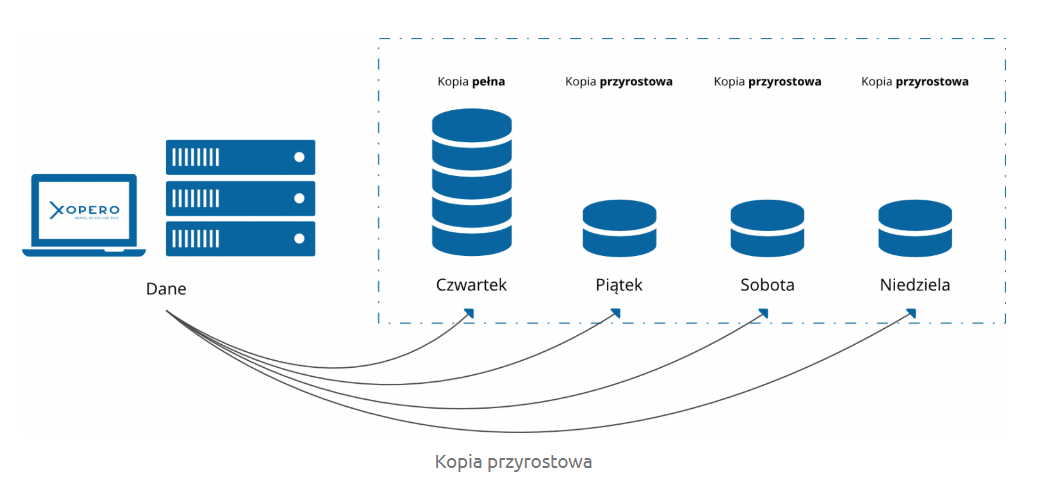 Kopia pełna
Kopia przyrostowa
Kopia przyrostowa
Kopia przyrostowa
XOPERO
Dane
Czwartek
Piątek
Sobota
Niedziela
Kopia przyrostowa